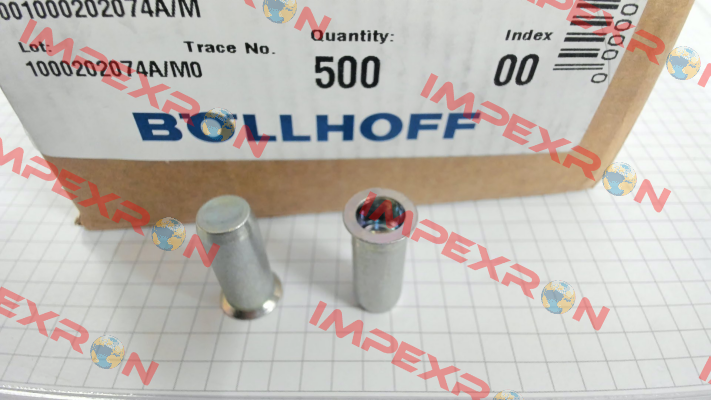 001000202074A/M
Lot: Trace No. Quantity: Index
1000202074A/M0 500 00
BÖLLHOFF
IMPEXRON
IMPEXRON
IMPEXRON
IMPEXRON
IMPEXRON
IMPEXRON